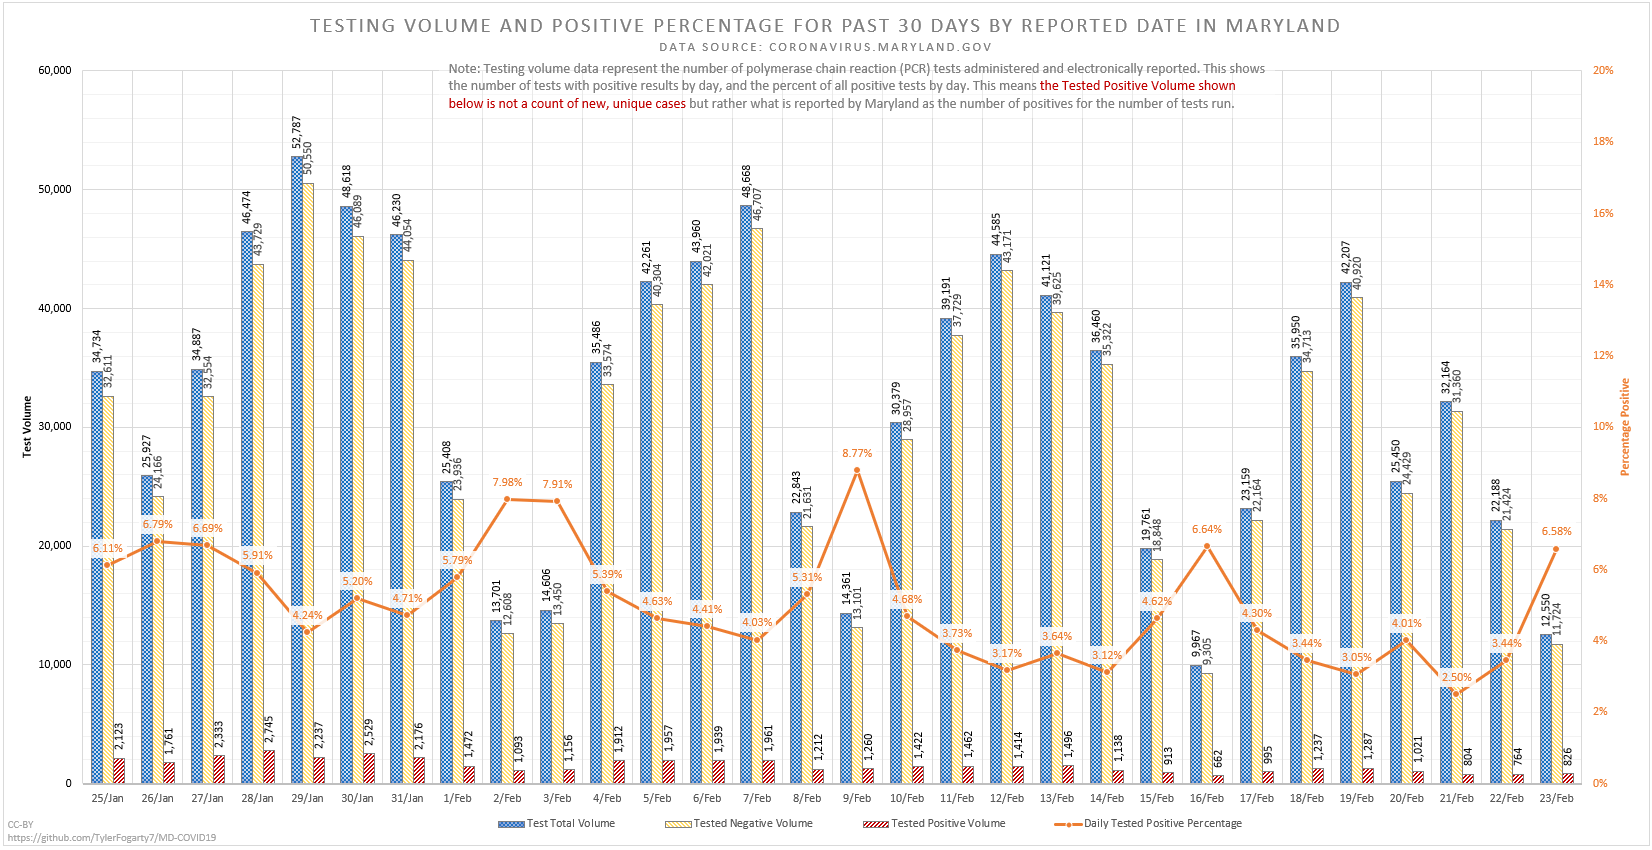 TESTING VOLUME AND POSITIVE PERCENTAGE FOR PAST 30 DAYS BY REPORTED DATE IN MARYLAND
DATA SOURCE: CORONAVIRUS.MARYLAND.GOV
Note: Testing volume data represent the number of polymerase chain reaction (PCR) tests administered and electronically reported. This shows
the number of tests with positive results by day, and the percent of all positive tests by day. This means the Tested Positive Volume shown
below is not a count of new, unique cases but rather what is reported by Maryland as the number of positives for the number of tests run.
Test Volume
60,000
50,000
40,000
30,000
20,000
10,000
0
34,734 32,611 6.11% 2,123
25,927 24,166 6.79% 1,761
34,887 32,554 6.69% 2,333
46,474 43,729 5.91% 2,745
52,787 50,550 4.24% 2,237
48,618 46,089 5.20% 2,529
46,230 44,054 4.71% 2,176
25,408 23,936 5.79% 1,472
13,701 12,608 7.98% 1,093
14,606 13,450 7.91% 1,156
35,486 33,574 5.39% 1,912
42,261 40,304 4.63% 1,957
43,960 42,021 4.41% 1,939
48,668 46,707 4.03% 1,961
22,843 21,631 5.31% 1,212
14,361 13,101 8.77% 1,260
30,379 28,957 4.68% 1,422
39,191 37,729 3.73% 1,462
44,585 43,171 3.17% 1,414
41,121 39,625 3.64% 1,496
36,460 35,322 3.12% 1,138
19,761 18,848 4.62% 913
9,967 9,305 6.64% 662
23,159 22,164 4.30% 995
35,950 34,713 3.44% 1,237
42,207 40,920 3.05% 1,287
25,450 24,429 4.01% 1,021
32,164 31,360 2.50% 804
22,188 21,424 3.44% 764
12,550 11,724 6.58% 826
20%
18%
16%
14%
12%
10%
8%
6%
4%
2%
0%
Percentage Positive
25/Jan 26/Jan 27/Jan 28/Jan 29/Jan 30/Jan 31/Jan 1/Feb 2/Feb 3/Feb 4/Feb 5/Feb 6/Feb 7/Feb 8/Feb 9/Feb 10/Feb 11/Feb 12/Feb 13/Feb 14/Feb 15/Feb 16/Feb 17/Feb 18/Feb 19/Feb 20/Feb 21/Feb 22/Feb 23/Feb
Test Total Volume Tested Negative Volume Tested Positive Volume Daily Tested Positive Percentage
CC-BY
https://github.com/TylerFogarty7/MD-COVID19